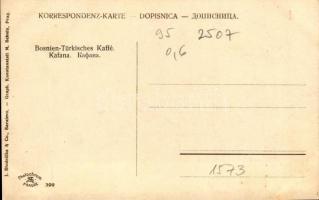 KORRESPONDENZ-KARTE — DOPISNICA — ДОПИСНИЦА.
95 2507
0,6
Bosnien-Türkisches Kaffé.
Kafana. Кафана.
1573
399